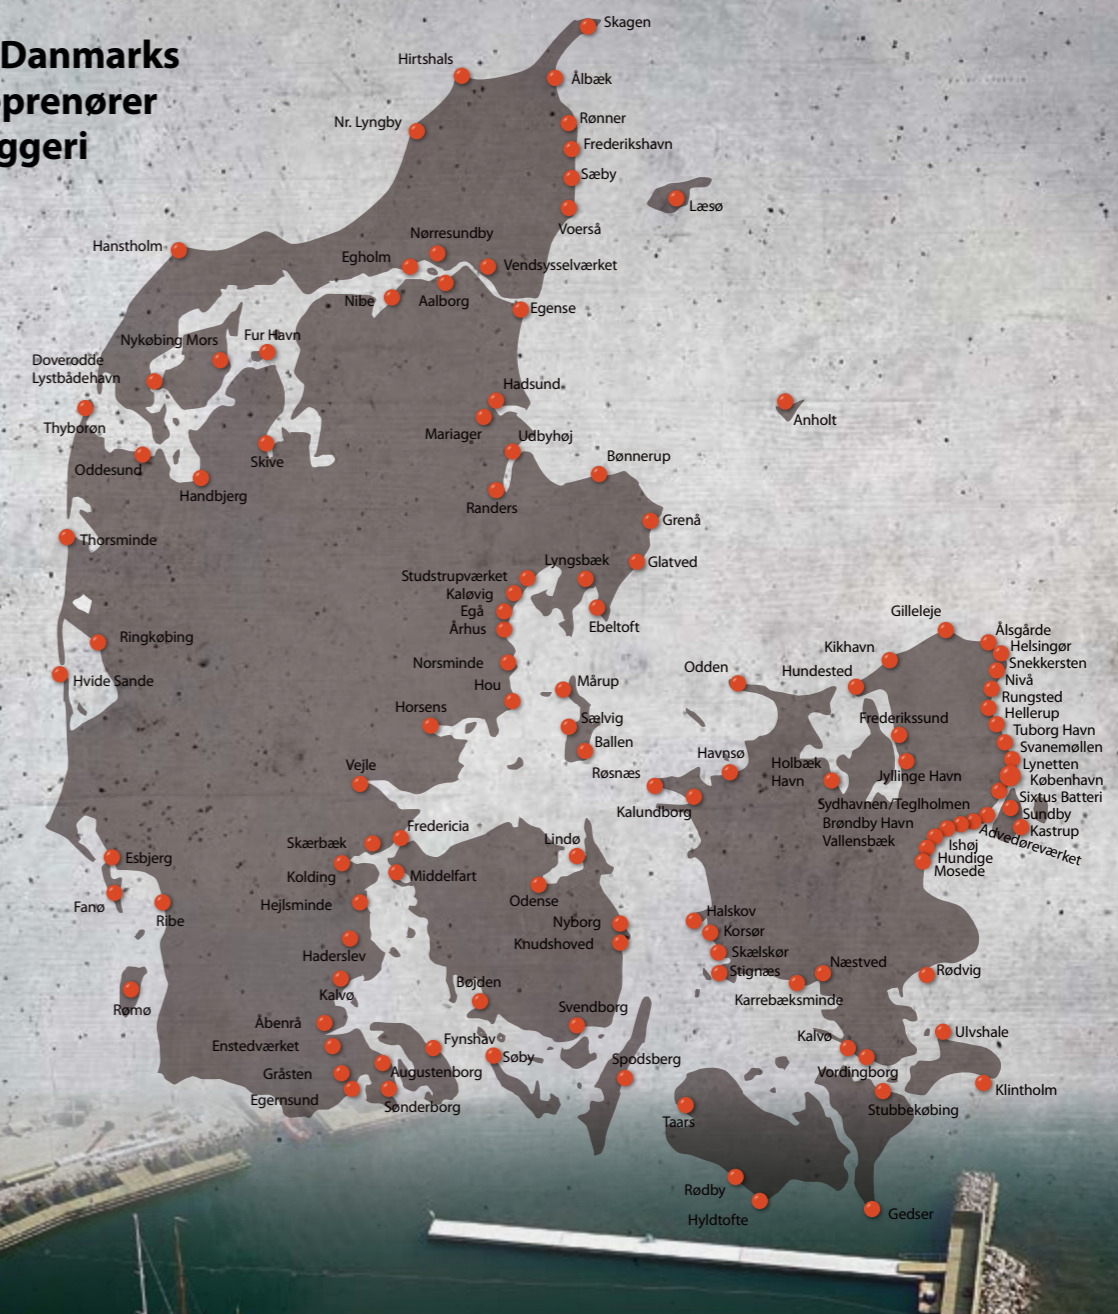 Danmarks
prenører
ggeri
Skagen
Hirtshals
Ålbæk
Nr. Lyngby
Rønner
Frederikshavn
Sæby
Læsø
Voerså
Hanstholm
Nørresundby
Egholm
Vendsysselværket
Nibe
Aalborg
Egense
Nykøbing Mors
Fur Havn
Doverodde
Lystbådehavn
Thyborøn
Hadsund
Anholt
Mariager
Udbyhøj
Oddesund
Skive
Bønnerup
Handbjerg
Randers
Grenå
Thorsminde
Lyngsbæk
Glatved
Studstrupværket
Kaløvig
Egå
Århus
Ebeltoft
Gilleleje
Ringkøbing
Ålsgårde
Helsingør
Kikhavn
Norsminde
Snekkersten
Odden
Hundested
Hvide Sande
Hou
Mårup
Nivå
Rungsted
Horsens
Sælvig
Frederikssund
Hellerup
Tuborg Havn
Ballen
Svanemøllen
Havnsø
Holbæk
Havn
Lynetten
Vejle
Røsnæs
Jyllinge Havn
København
Kalundborg
Sydhavnen/Teglholmen
Sixtus Batteri
Sundby
Fredericia
Brøndby Havn
Kastrup
Skærbæk
Lindø
Vallensbæk
Ishøj
Advedøreværket
Esbjerg
Hundige
Kolding
Middelfart
Mosede
Fanø
Hejlsminde
Odense
Ribe
Nyborg
Halskov
Knudshoved
Korsør
Haderslev
Skælskør
Stignæs
Næstved
Rødvig
Kalvø
Bøjden
Karrebæksminde
Rømø
Svendborg
Åbenrå
Ulvshale
Enstedværket
Fynshav
Kalvø
Søby
Spodsberg
Vordingborg
Gråsten
Augustenborg
Klintholm
Egernsund
Sønderborg
Stubbekøbing
Taars
Rødby
Hyldtofte
Gedser